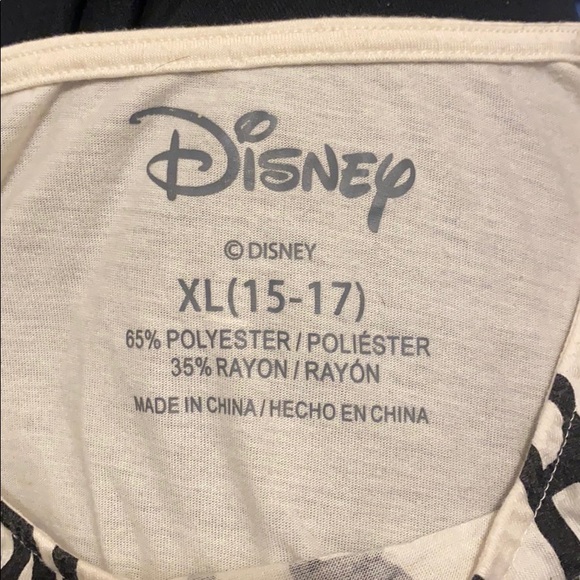 Disney
© DISNEY
XL(15-17)
65% POLYESTER / POLIÉSTER
35% RAYON / RAYÓN
MADE IN CHINA / HECHO EN CHINA